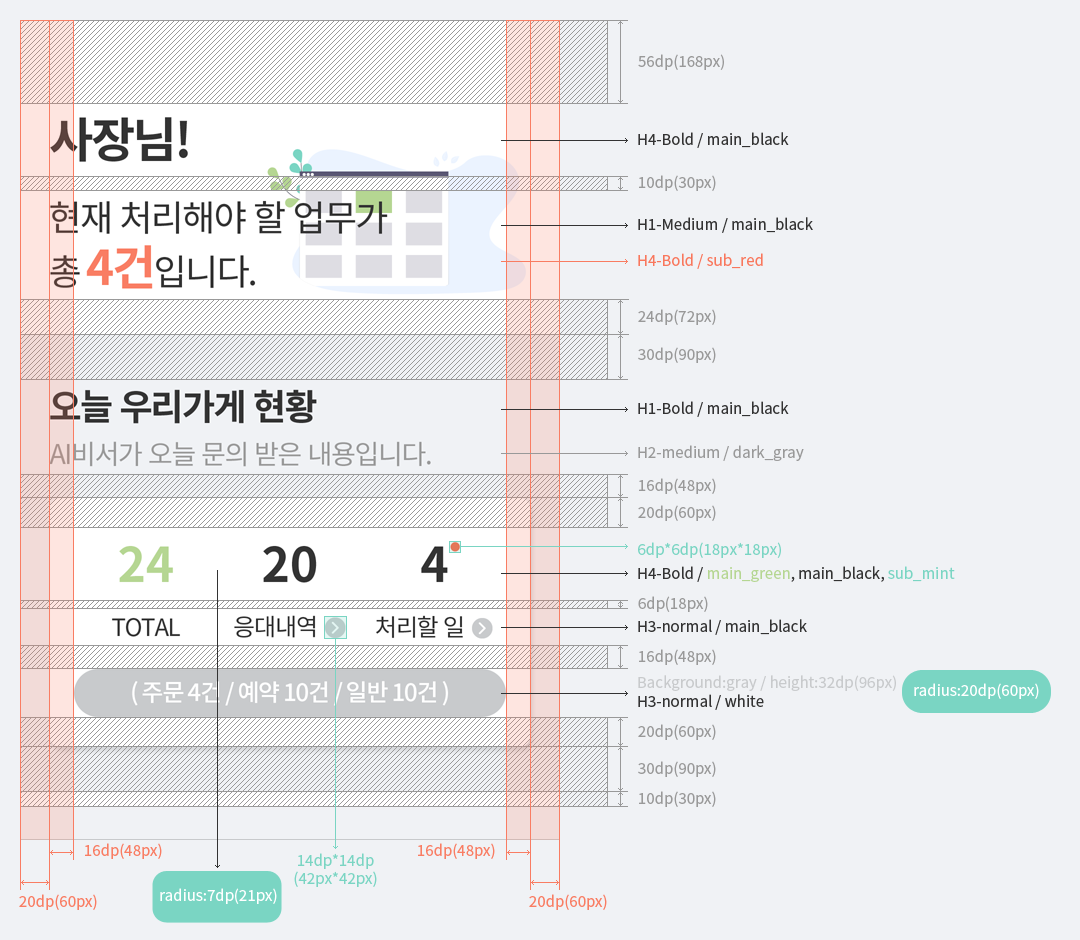 56dp(168px)
사장님!
H4-Bold / main_black
10dp(30px)
현재 처리해야 할 업무가
H1-Medium / main_black
총 4건입니다.
H4-Bold / sub_red
24dp(72px)
30dp(90px)
오늘 우리가게 현황
H1-Bold / main_black
AI비서가 오늘 문의 받은 내용입니다.
H2-medium / dark_gray
16dp(48px)
20dp(60px)
24 20 4
6dp*6dp(18px*18px)
H4-Bold / main_green, main_black, sub_mint
6dp(18px)
TOTAL 응대내역 처리할 일
H3-normal / main_black
16dp(48px)
( 주문 4건 / 예약 10건 / 일반 10건 )
Background:gray / height:32dp(96px)
H3-normal / white
radius:20dp(60px)
20dp(60px)
30dp(90px)
10dp(30px)
16dp(48px)
16dp(48px)
14dp*14dp
(42px*42px)
20dp(60px)
radius:7dp(21px)
20dp(60px)